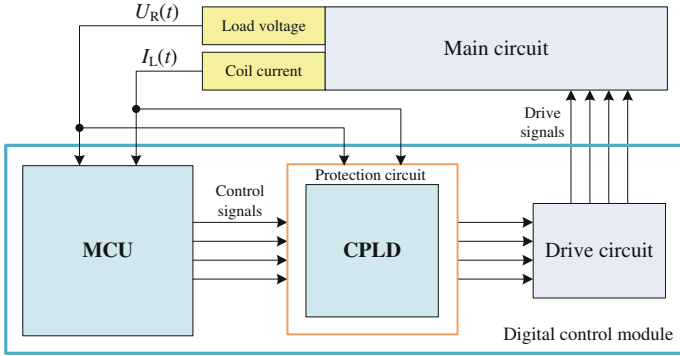 U_R(t)
Load voltage
Main circuit
I_L(t)
Coil current
Drive
signals
Protection circuit
Control
signals
MCU
CPLD
Drive circuit
Digital control module